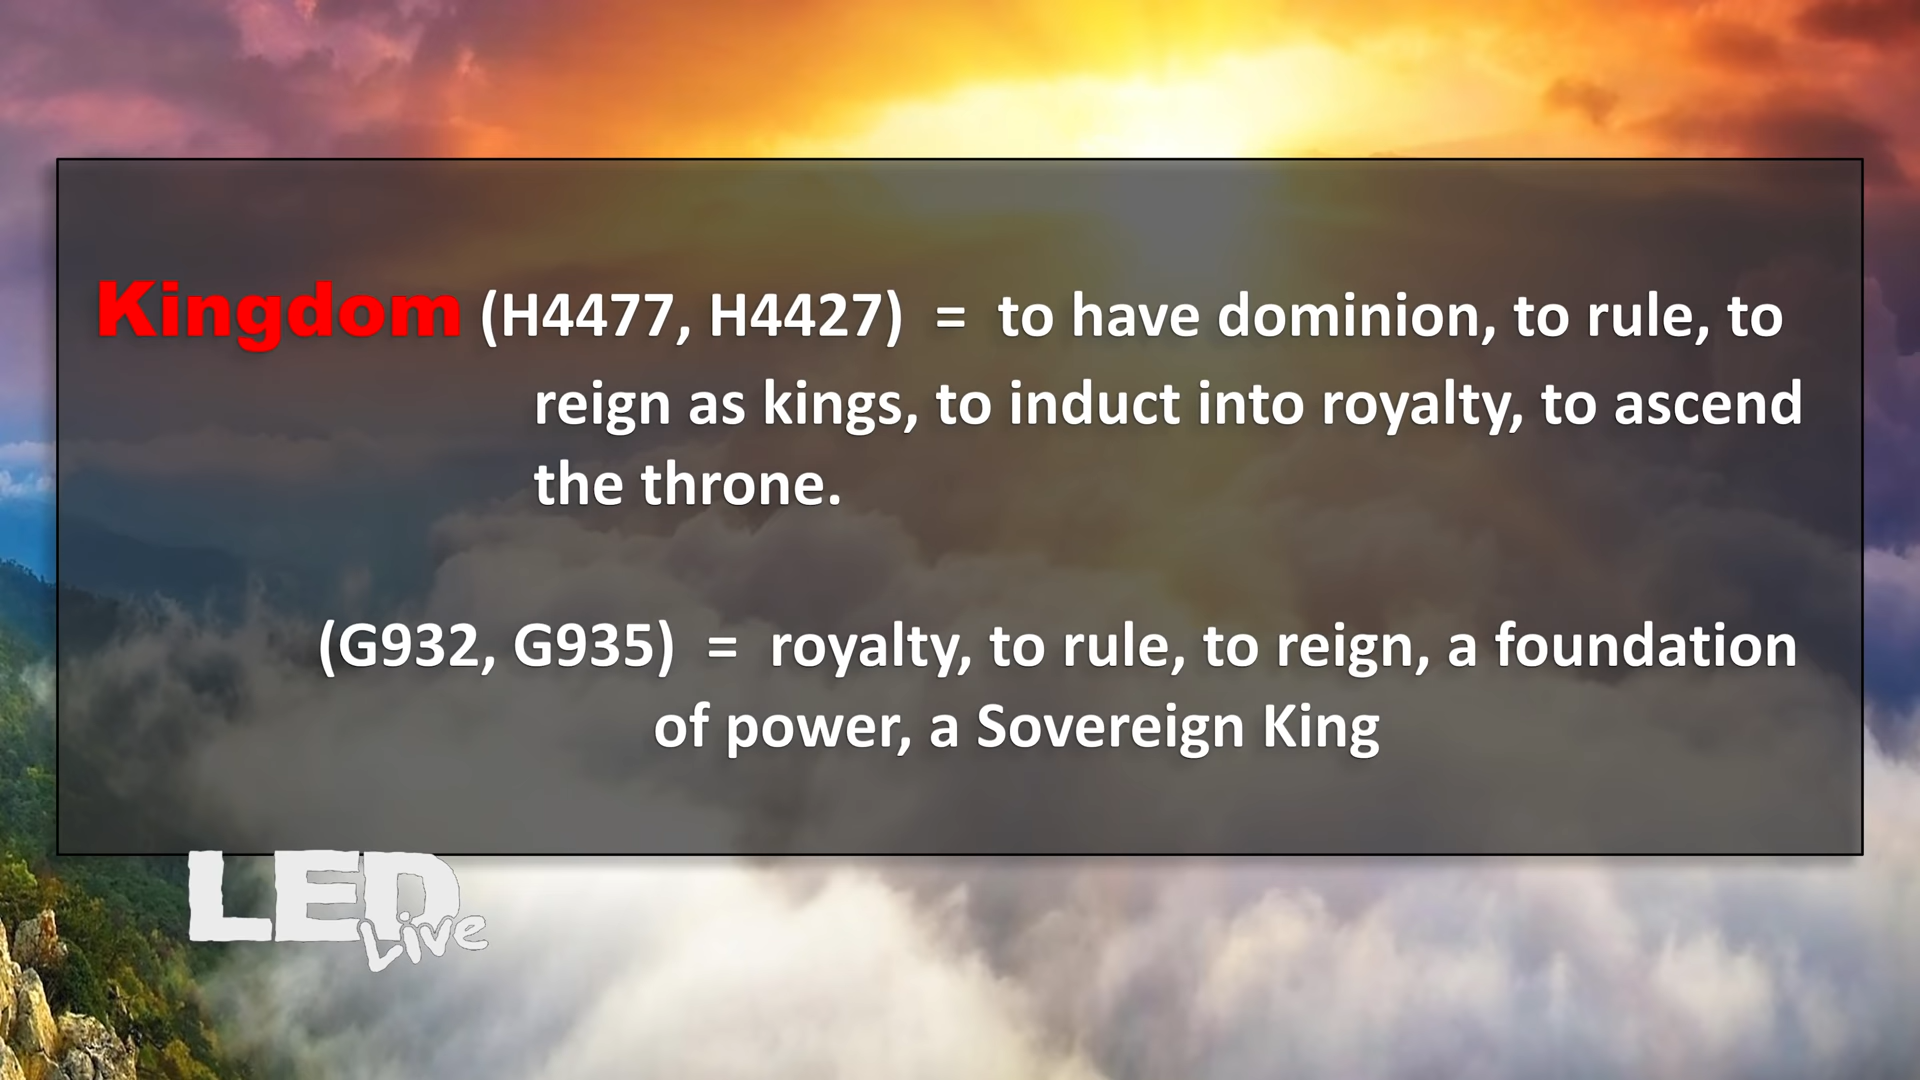 Kingdom (H4477, H4427) = to have dominion, to rule, to
reign as kings, to induct into royalty, to ascend
the throne.
(G932, G935) = royalty, to rule, to reign, a foundation
of power, a Sovereign King
LED
Live